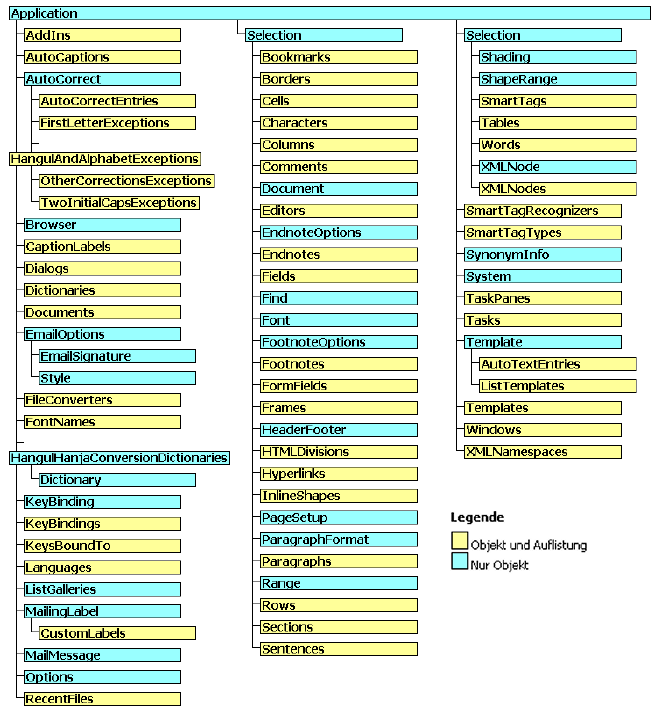 Application
AddIns
AutoCaptions
AutoCorrect
AutoCorrectEntries
FirstLetterExceptions
HangulAndAlphabetExceptions
OtherCorrectionsExceptions
TwoInitialCapsExceptions
Browser
CaptionLabels
Dialogs
Dictionaries
Documents
EmailOptions
EmailSignature
Style
FileConverters
FontNames
HangulHanjaConversionDictionaries
Dictionary
KeyBinding
KeyBindings
KeysBoundTo
Languages
ListGalleries
MailingLabel
CustomLabels
MailMessage
Options
RecentFiles
Selection
Bookmarks
Borders
Cells
Characters
Columns
Comments
Document
Editors
EndnoteOptions
Endnotes
Fields
Find
Font
FootnoteOptions
Footnotes
FormFields
Frames
HeaderFooter
HTMLDivisions
Hyperlinks
InlineShapes
PageSetup
ParagraphFormat
Paragraphs
Range
Rows
Sections
Sentences
Selection
Shading
ShapeRange
SmartTags
Tables
Words
XMLNode
XMLNodes
SmartTagRecognizers
SmartTagTypes
SynonymInfo
System
TaskPanes
Tasks
Template
AutoTextEntries
ListTemplates
Templates
Windows
XMLNamespaces
Legende
Objekt und Auflistung
Nur Objekt